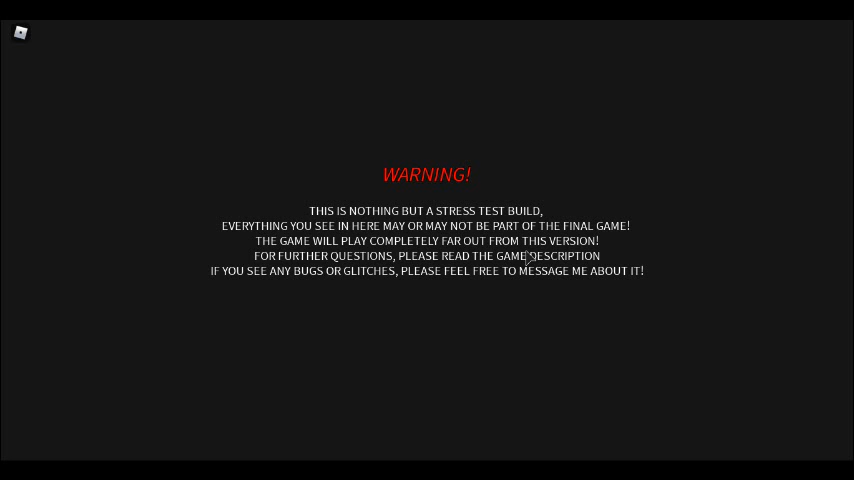 WARNING!
THIS IS NOTHING BUT A STRESS TEST BUILD,
EVERYTHING YOU SEE IN HERE MAY OR MAY NOT BE PART OF THE FINAL GAME!
THE GAME WILL PLAY COMPLETELY FAR OUT FROM THIS VERSION!
FOR FURTHER QUESTIONS, PLEASE READ THE GAME DESCRIPTION
IF YOU SEE ANY BUGS OR GLITCHES, PLEASE FEEL FREE TO MESSAGE ME ABOUT IT!